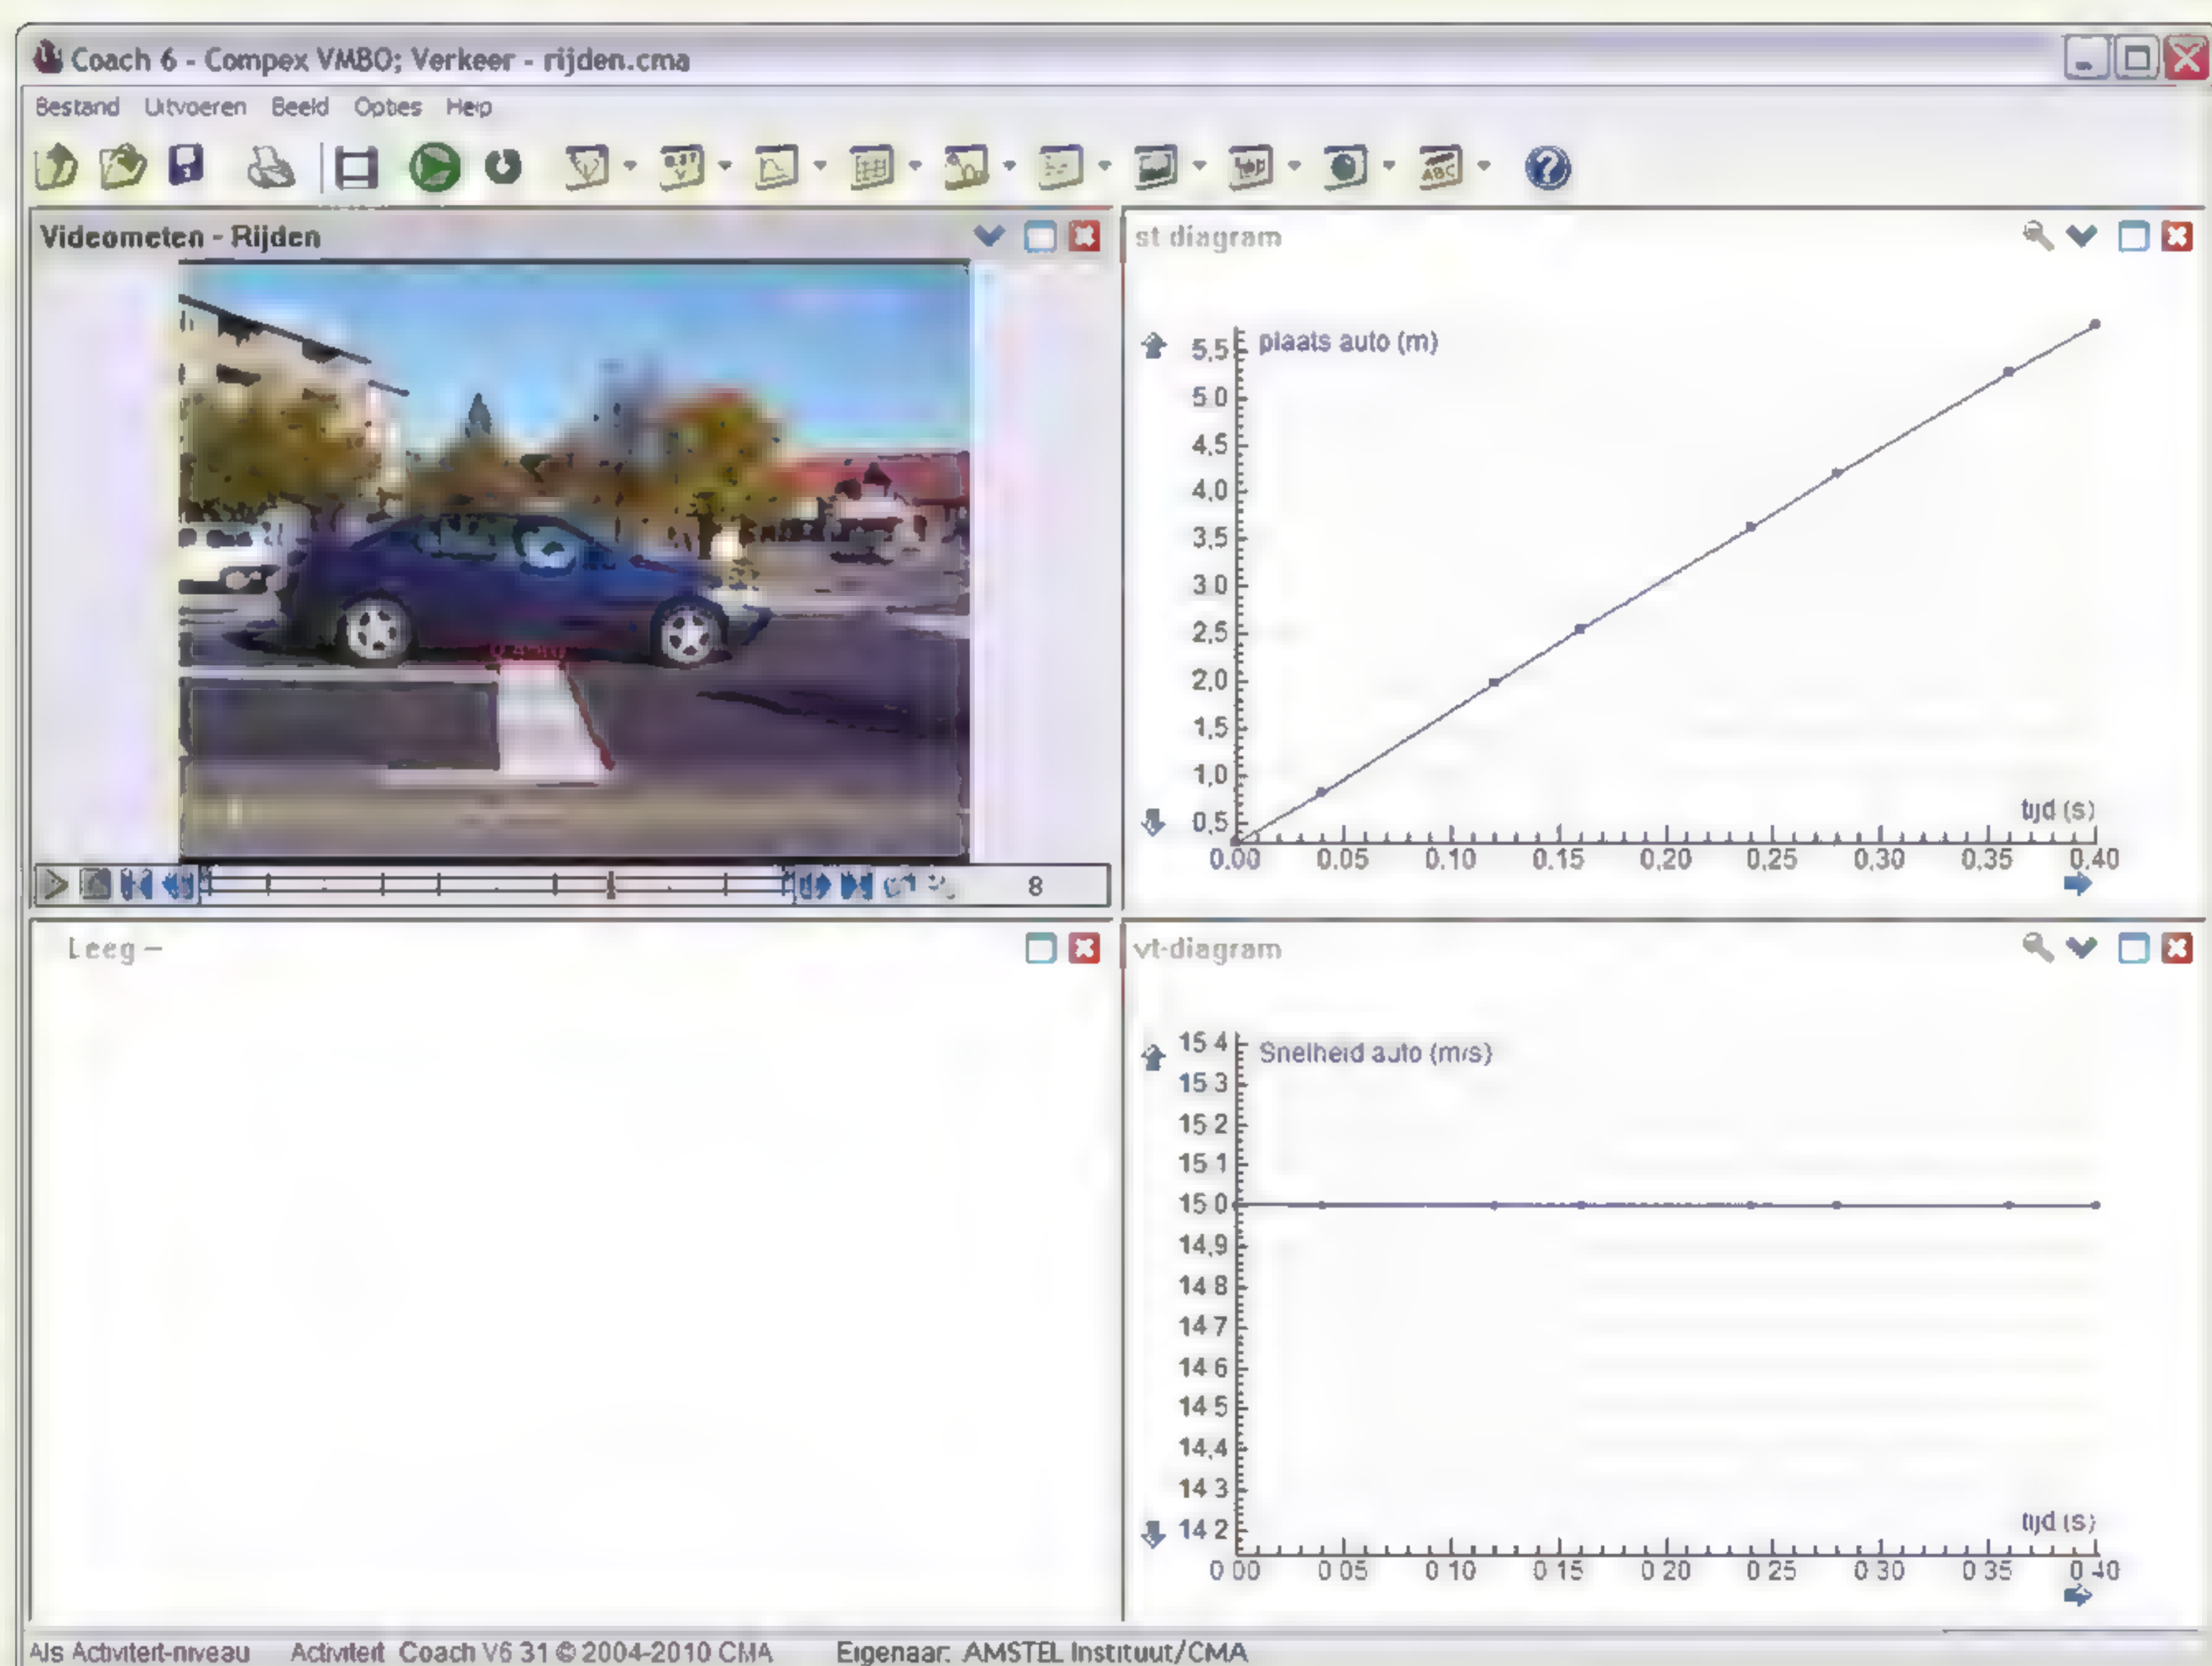 Coach 6 - Compex VMBO; Verkeer - rijden.cma
Bestand Uitvoeren Beeld Opties Help
Videometen - Rijden
8
st diagram
plaats auto (m)
5,5
5 0
4,5
4,0
3,5
3 0
2,5
2,0
1,5
1,0
0,5
tijd (s)
0.00 0.05 0.10 0.15 0,20 0,25 0,30 0,35 0,40
Leeg –
vt-diagram
Snelheid auto (m/s)
15 4
15 3
15 2
15 1
15 0
14,9
14 8
14 7
14 6
14 5
14,4
14 3
14 2
tijd (s)
0 00 0 05 0 10 0 15 0 20 0 25 0 30 0 35 0 40
Als Activiteit-niveau Activiteit Coach V6 31 © 2004-2010 CMA Eigenaar: AMSTEL Instituut/CMA